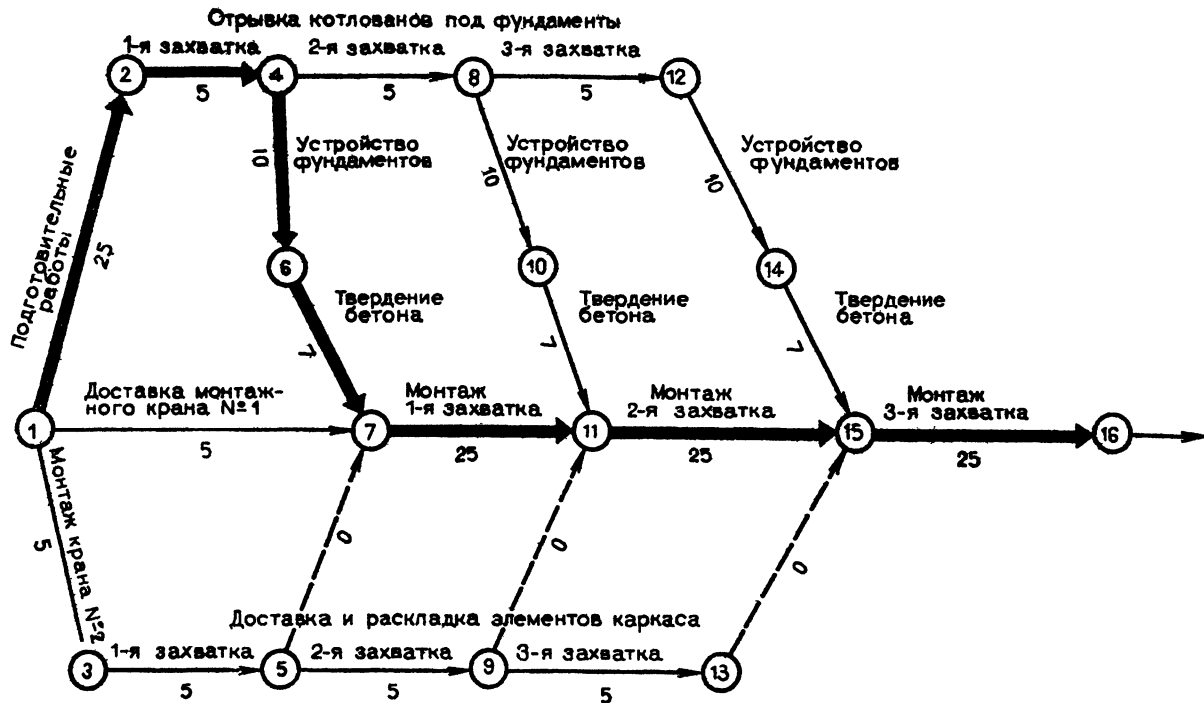 Отрывка котлованов под фундаменты
1-я захватка
2-я захватка
3-я захватка
2
4
8
12
5
5
5
Подготовительные
работы
25
10
Устройство
фундаментов
10
Устройство
фундаментов
10
Устройство
фундаментов
6
10
14
Твердение
бетона
7
Твердение
бетона
7
Твердение
бетона
7
Доставка монтаж-
ного крана №1
5
Монтаж
1-я захватка
25
Монтаж
2-я захватка
25
Монтаж
3-я захватка
25
1
7
11
15
16
Монтаж крана №2
5
0
0
0
Доставка и раскладка элементов каркаса
1-я захватка
2-я захватка
3-я захватка
3
5
9
13
5
5
5